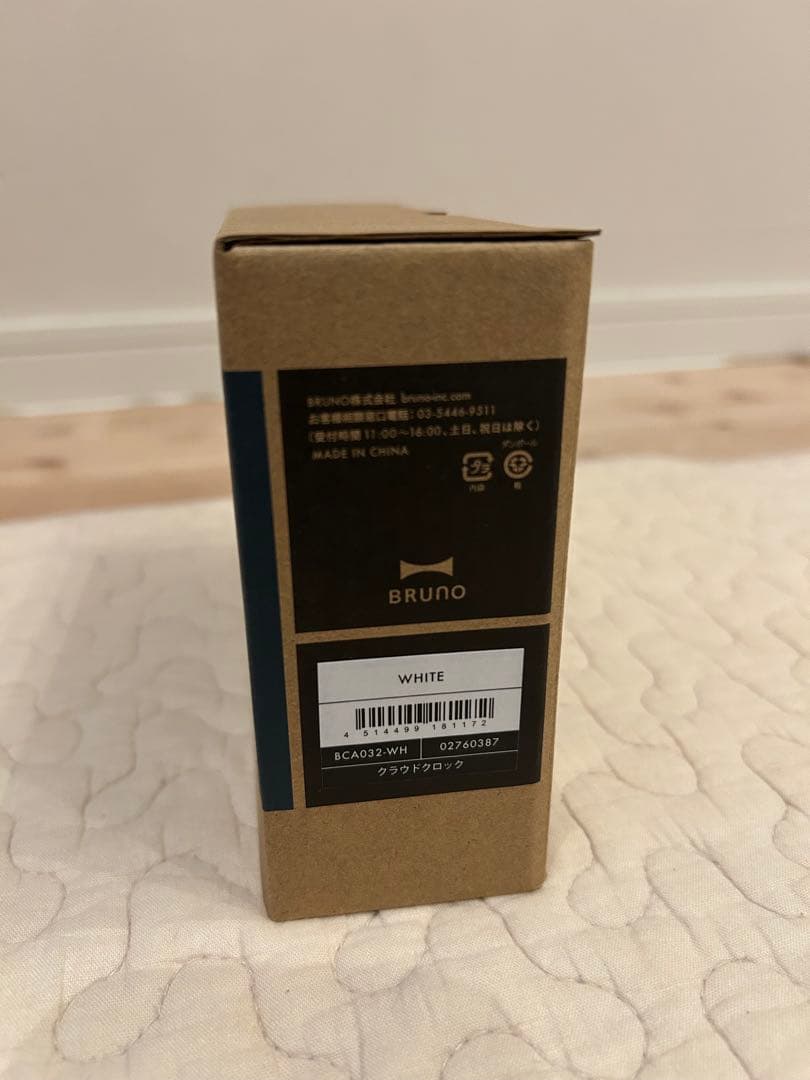 BRUNO株式会社 bruno-inc.com
お客様相談窓口電話：03-5446-9511
（受付時間 11:00～16:00、土日、祝日は除く）
MADE IN CHINA
ダンボール
プラ
内袋
箱
BRUNO
WHITE
4 514499 181172
BCA032-WH 02760387
クラウドクロック